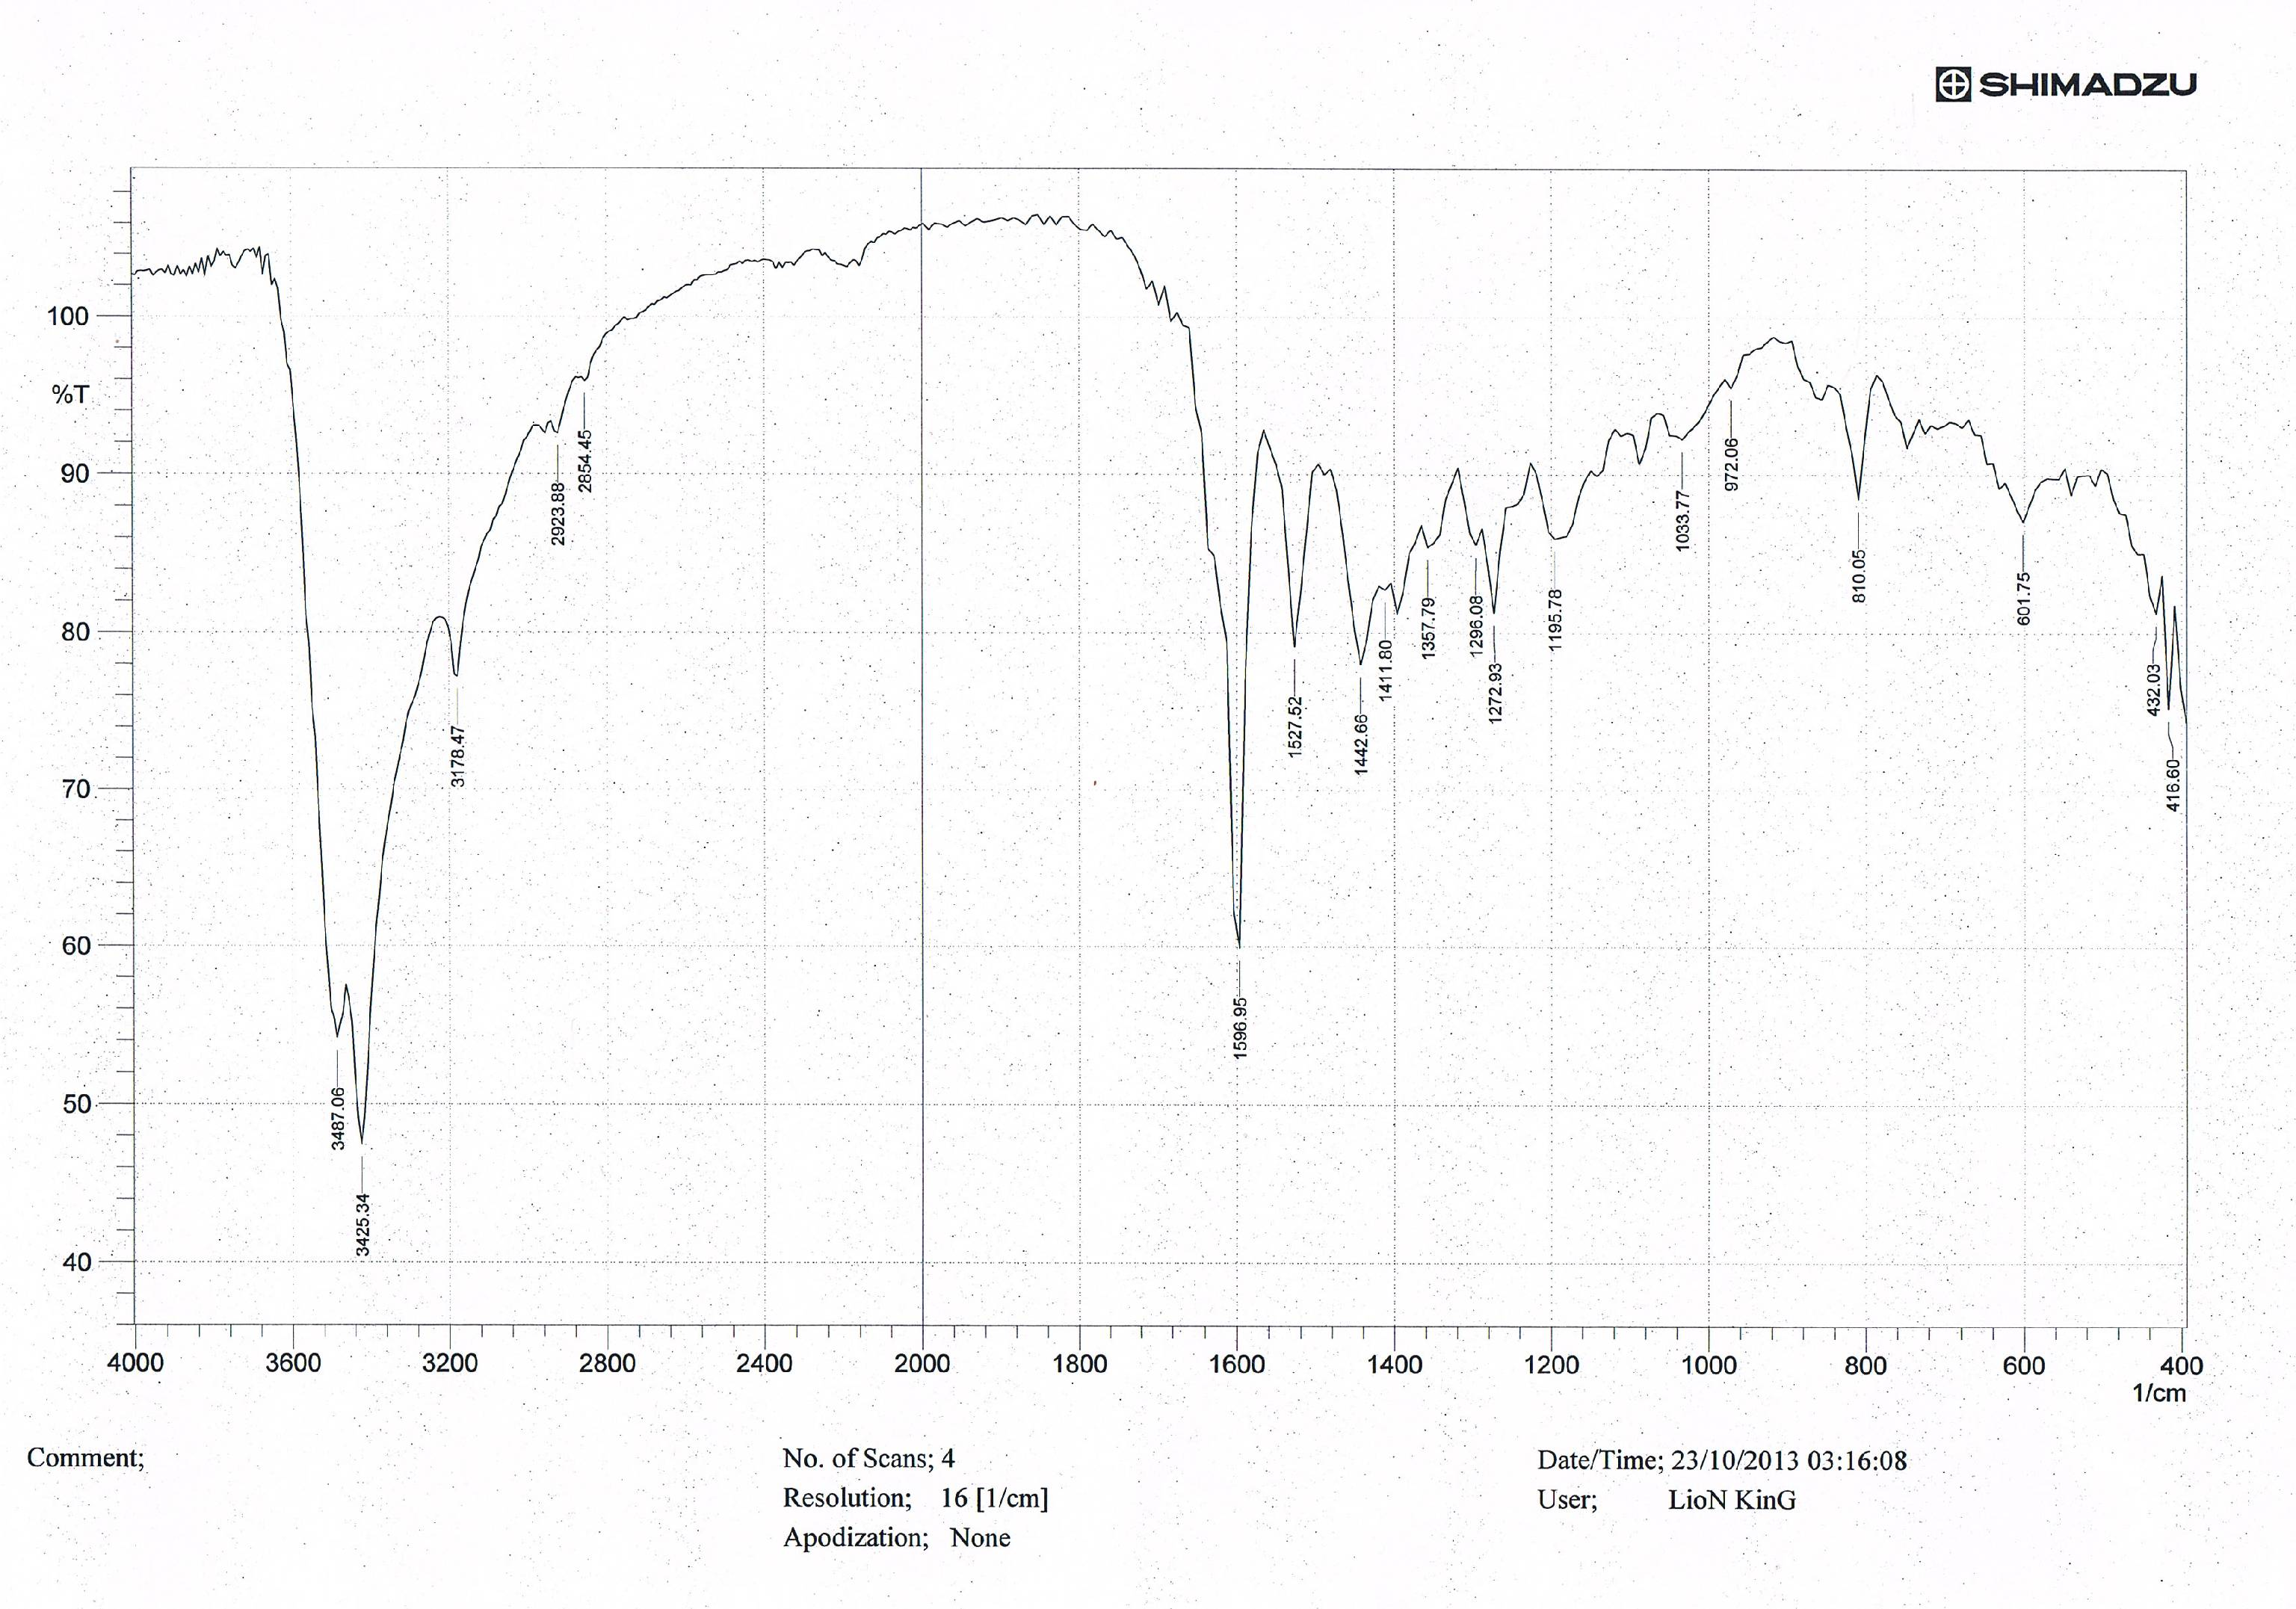 SHIMADZU
100
%T
90
80
70
60
50
40
3487.06
3425.34
3178.47
2923.88
2854.45
1596.95
1527.52
1442.66
1411.80
1357.79
1296.08
1272.93
1195.78
1033.77
972.06
810.05
601.75
432.03
416.60
4000 3600 3200 2800 2400 2000 1800 1600 1400 1200 1000 800 600 400
1/cm
Comment;
No. of Scans; 4
Resolution; 16 [1/cm]
Apodization; None
Date/Time; 23/10/2013 03:16:08
User; LioN KinG